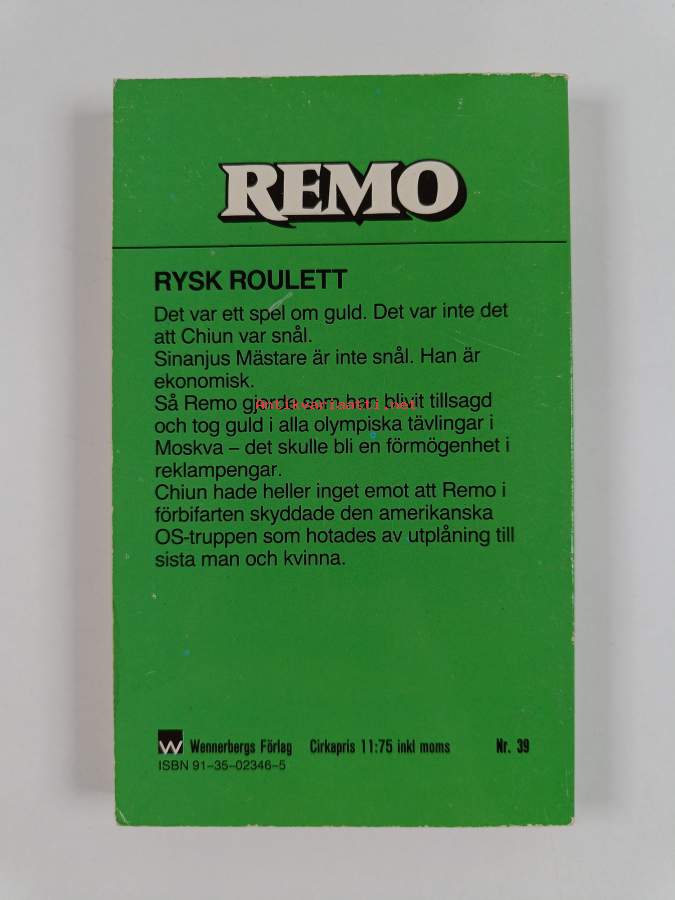 REMO
RYSK ROULETT
Det var ett spel om guld. Det var inte det
att Chiun var snål.
Sinanjus Mästare är inte snål. Han är
ekonomisk.
Så Remo gjorde som han blivit tillsagd
Antikvariaatti.net
och tog guld i alla olympiska tävlingar i
Moskva – det skulle bli en förmögenhet i
reklampengar.
Chiun hade heller inget emot att Remo i
förbifarten skyddade den amerikanska
OS-truppen som hotades av utplåning till
sista man och kvinna.
W Wennerbergs Förlag Cirkapris 11:75 inkl moms Nr. 39
ISBN 91–35–02346–5